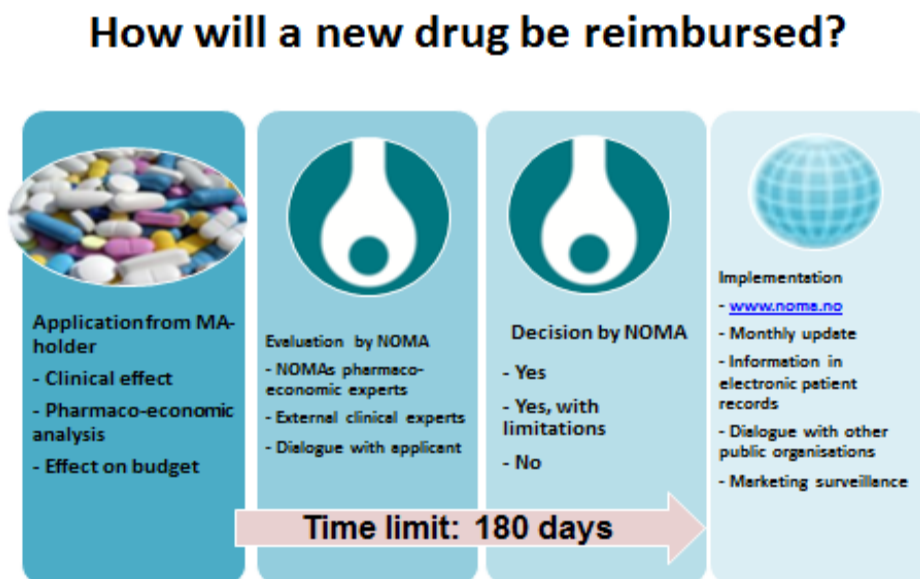 How will a new drug be reimbursed?
Application from MA-
holder
- Clinical effect
- Pharmaco-economic
analysis
- Effect on budget
Evaluation by NOMA
- NOMAs pharmaco-
economic experts
- External clinical experts
- Dialogue with applicant
Decision by NOMA
- Yes
- Yes, with
limitations
- No
Implementation
- www.noma.no
- Monthly update
- Information in
electronic patient
records
- Dialogue with other
public organisations
- Marketing surveillance
Time limit: 180 days